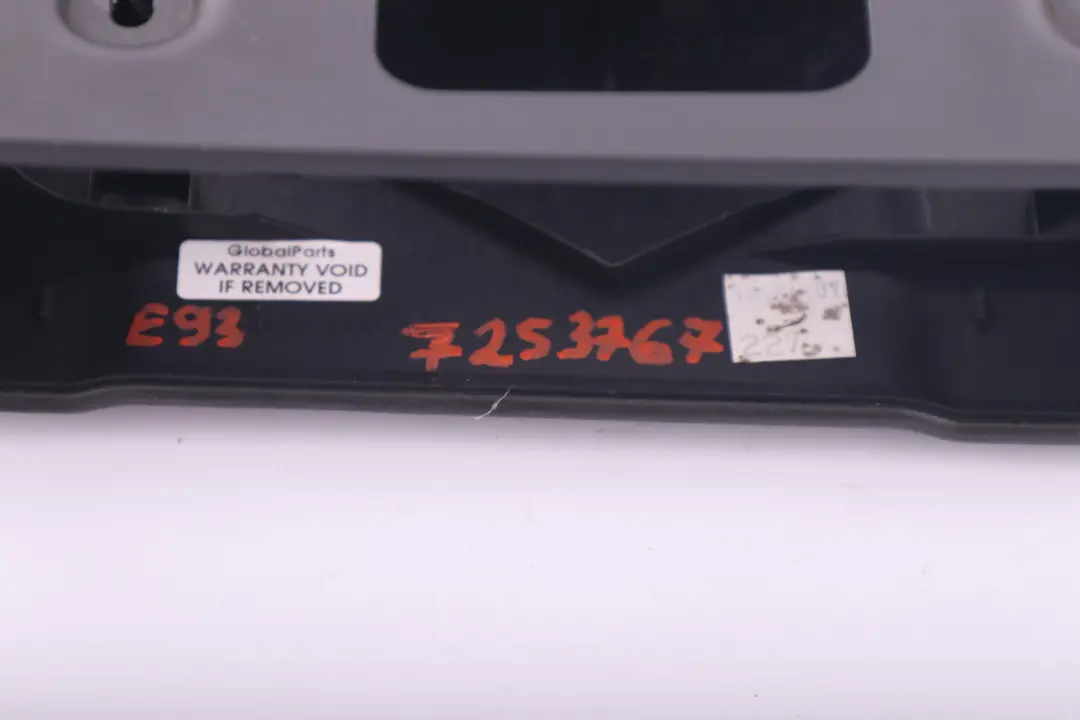 GlobalParts
WARRANTY VOID
IF REMOVED
E93
7253767